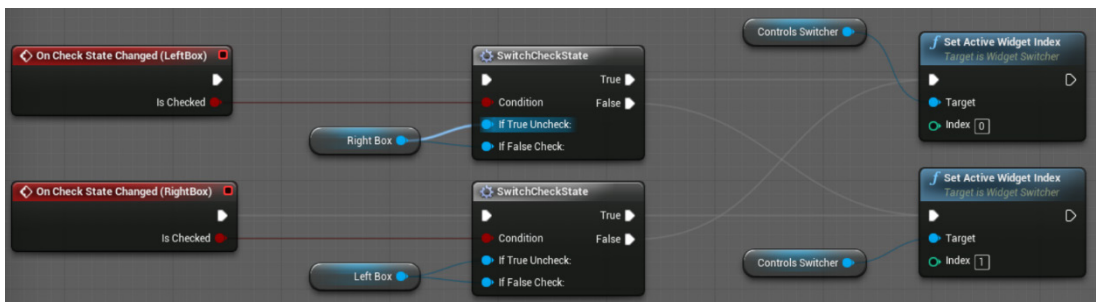 On Check State Changed (LeftBox)
Is Checked
SwitchCheckState
True
Condition
False
If True Uncheck:
If False Check:
Right Box
Controls Switcher
Set Active Widget Index
Target is Widget Switcher
Target
Index 0
On Check State Changed (RightBox)
Is Checked
SwitchCheckState
True
Condition
False
If True Uncheck:
If False Check:
Left Box
Set Active Widget Index
Target is Widget Switcher
Target
Index 1
Controls Switcher